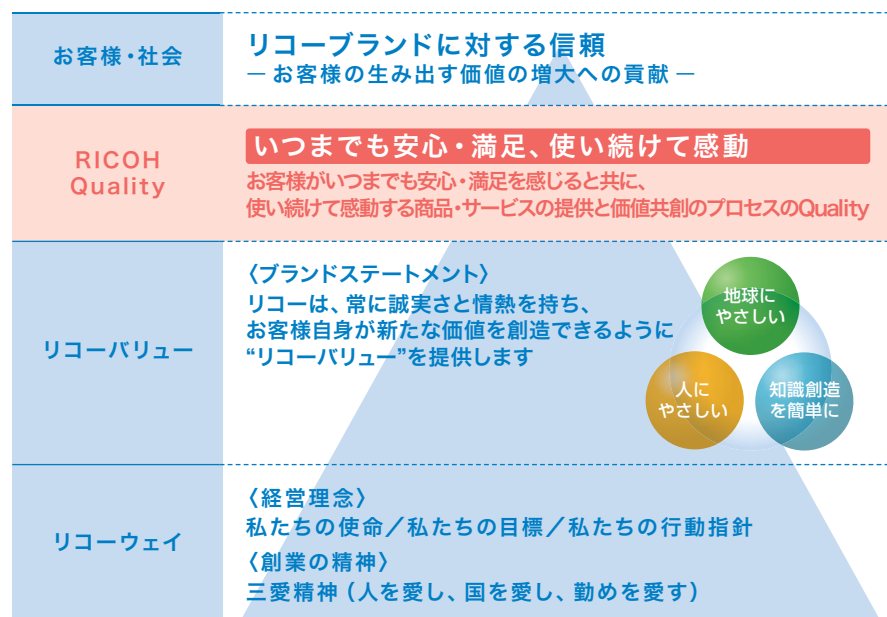 お客様・社会
リコーブランドに対する信頼
― お客様の生み出す価値の増大への貢献 ―
RICOH
Quality
いつまでも安心・満足、使い続けて感動
お客様がいつまでも安心・満足を感じると共に、
使い続けて感動する商品・サービスの提供と価値共創のプロセスのQuality
リコーバリュー
〈ブランドステートメント〉
リコーは、常に誠実さと情熱を持ち、
お客様自身が新たな価値を創造できるように
“リコーバリュー”を提供します
地球に
やさしい
人に
やさしい
知識創造
を簡単に
リコーウェイ
〈経営理念〉
私たちの使命／私たちの目標／私たちの行動指針
〈創業の精神〉
三愛精神（人を愛し、国を愛し、勤めを愛す）